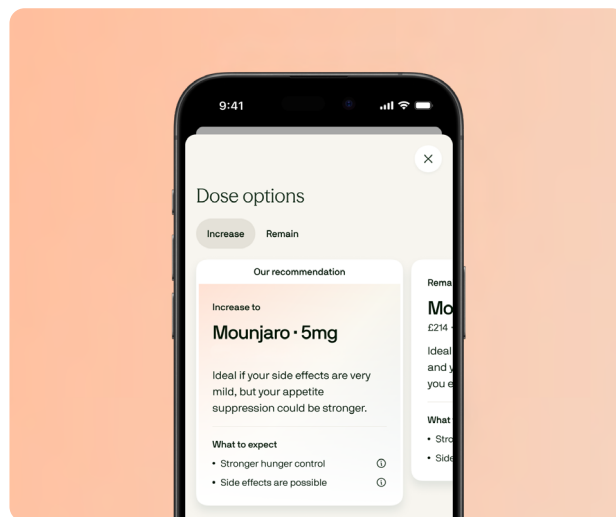 9:41
Dose options
Increase
Remain
Our recommendation
Increase to
Mounjaro · 5mg
Ideal if your side effects are very
mild, but your appetite
suppression could be stronger.
What to expect
• Stronger hunger control
• Side effects are possible
Rema
Mo
£214
Ideal
and y
you e
What
• Stro
• Side